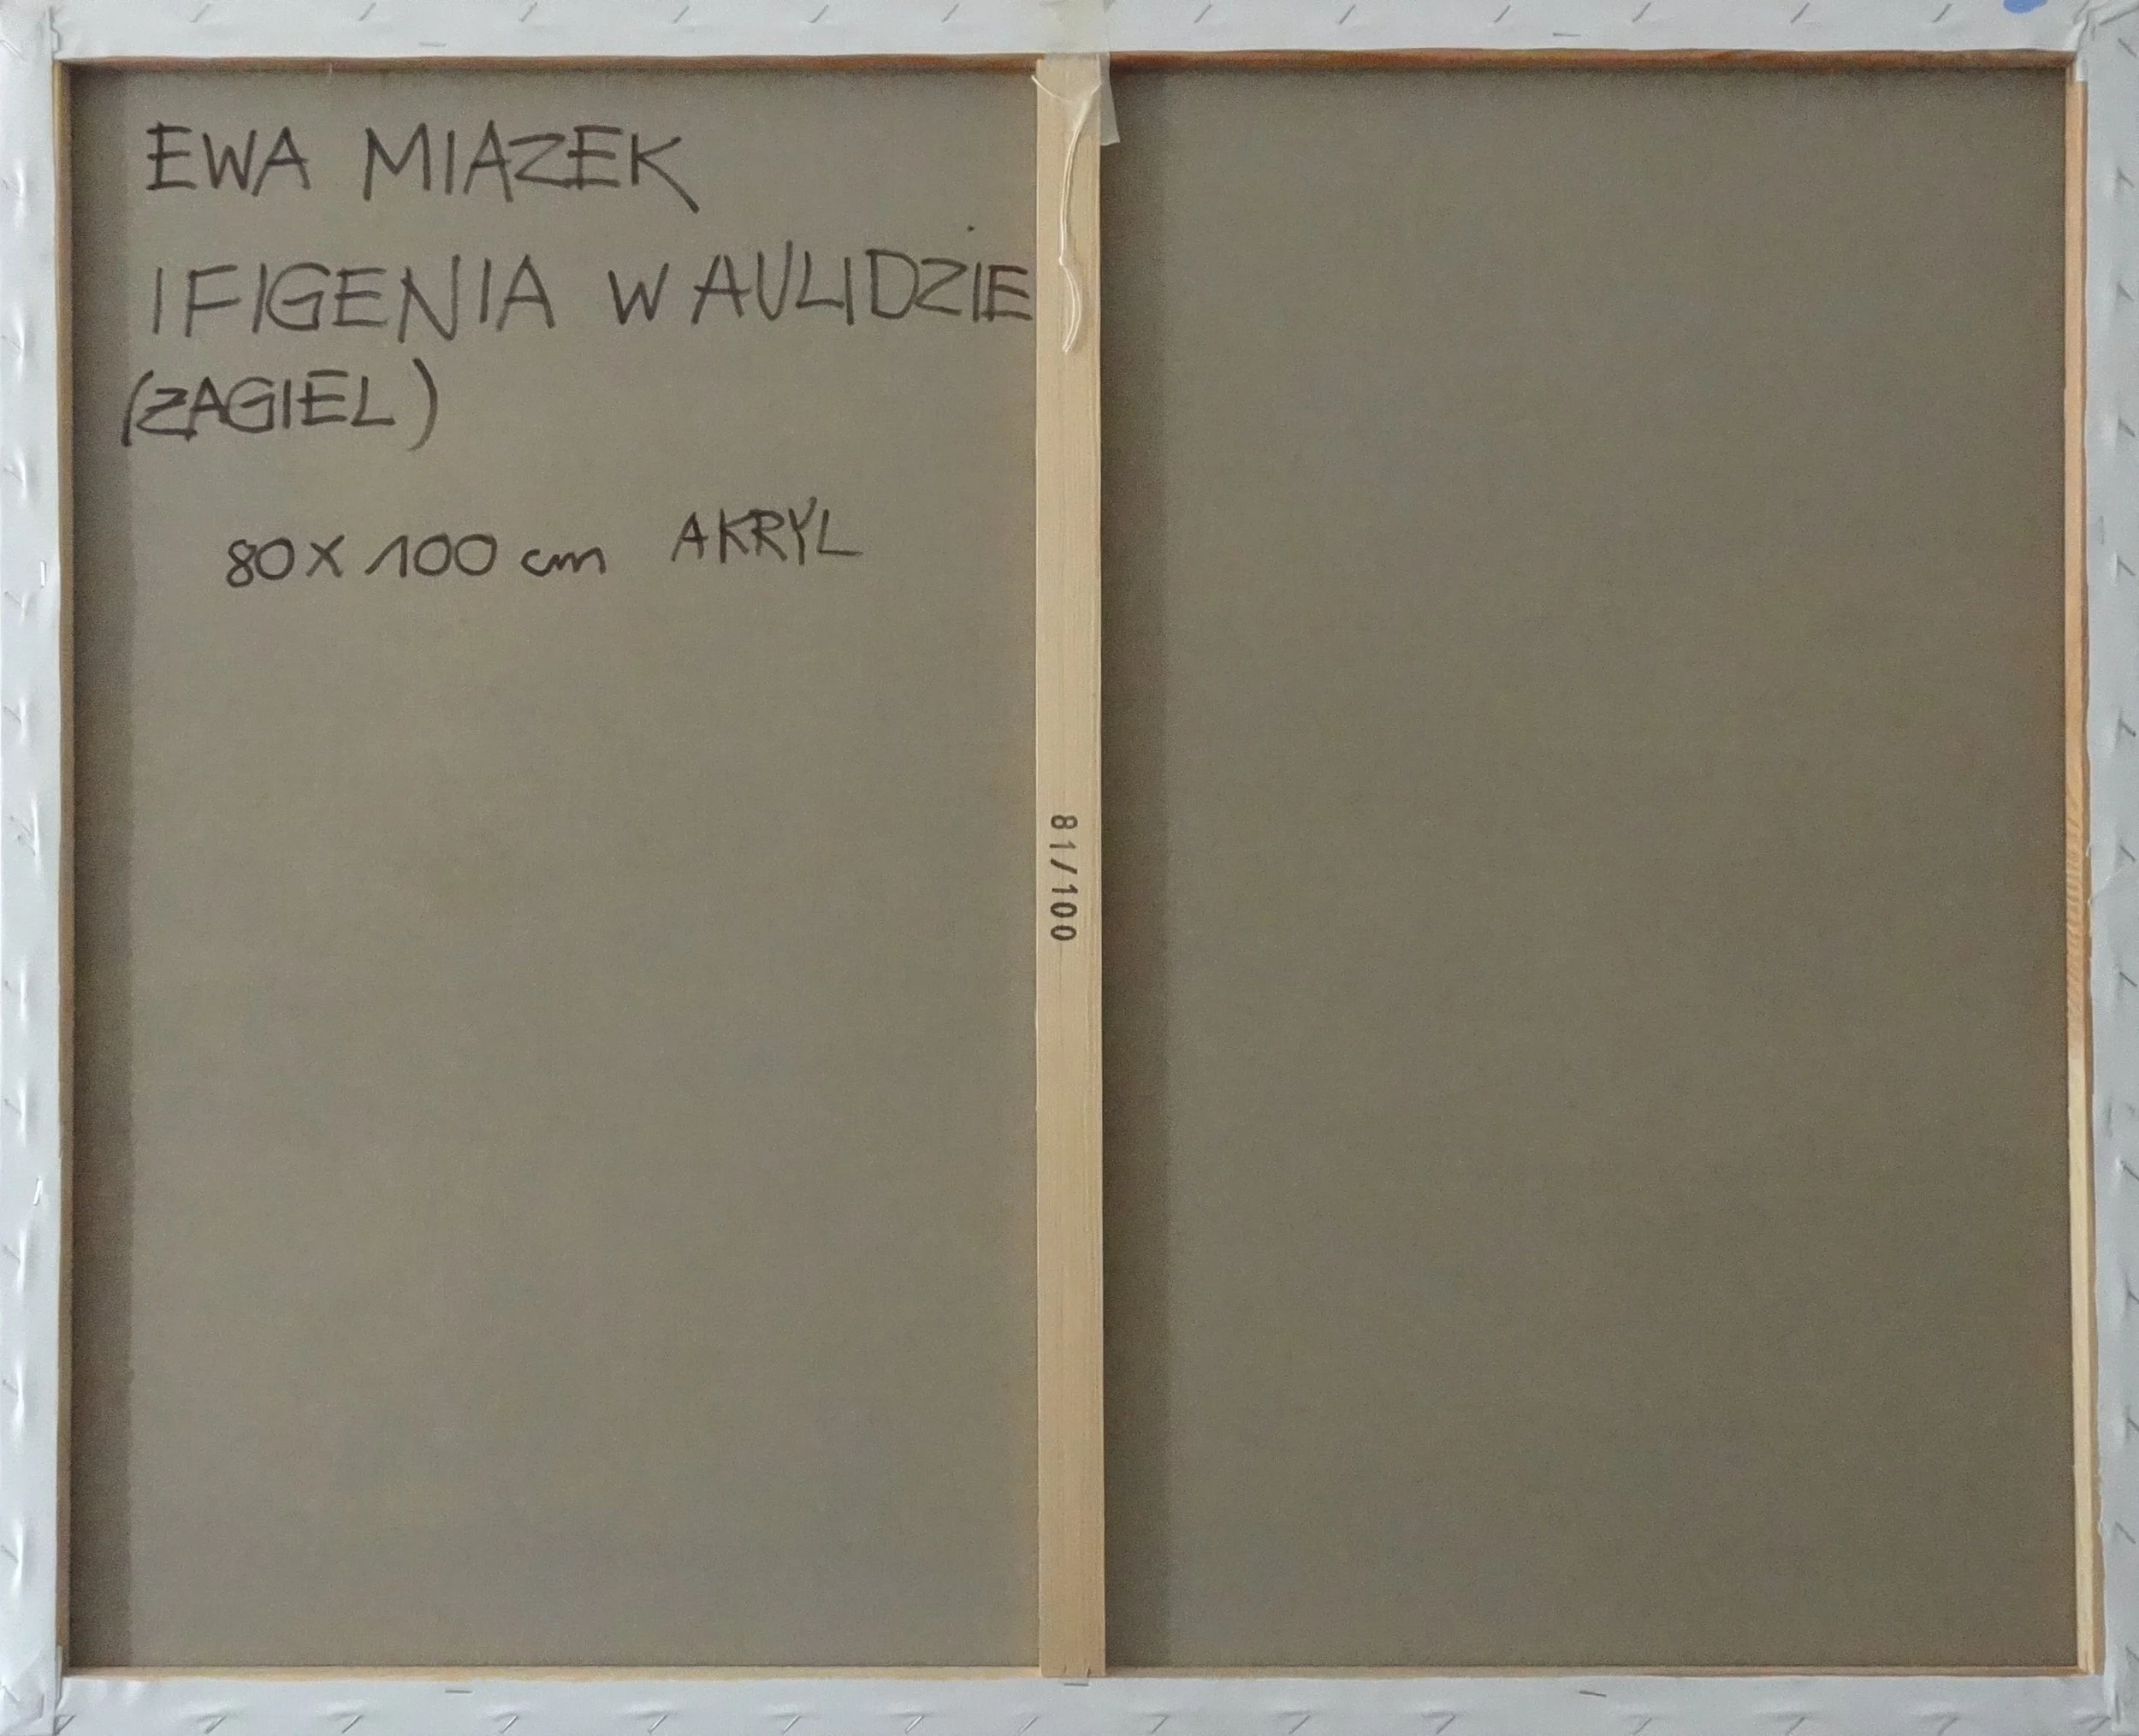 EWA MIAZEK
IFIGENIA W AULIDZIE
(ZAGIEL)
80 X 100 cm AKRYL
81/100